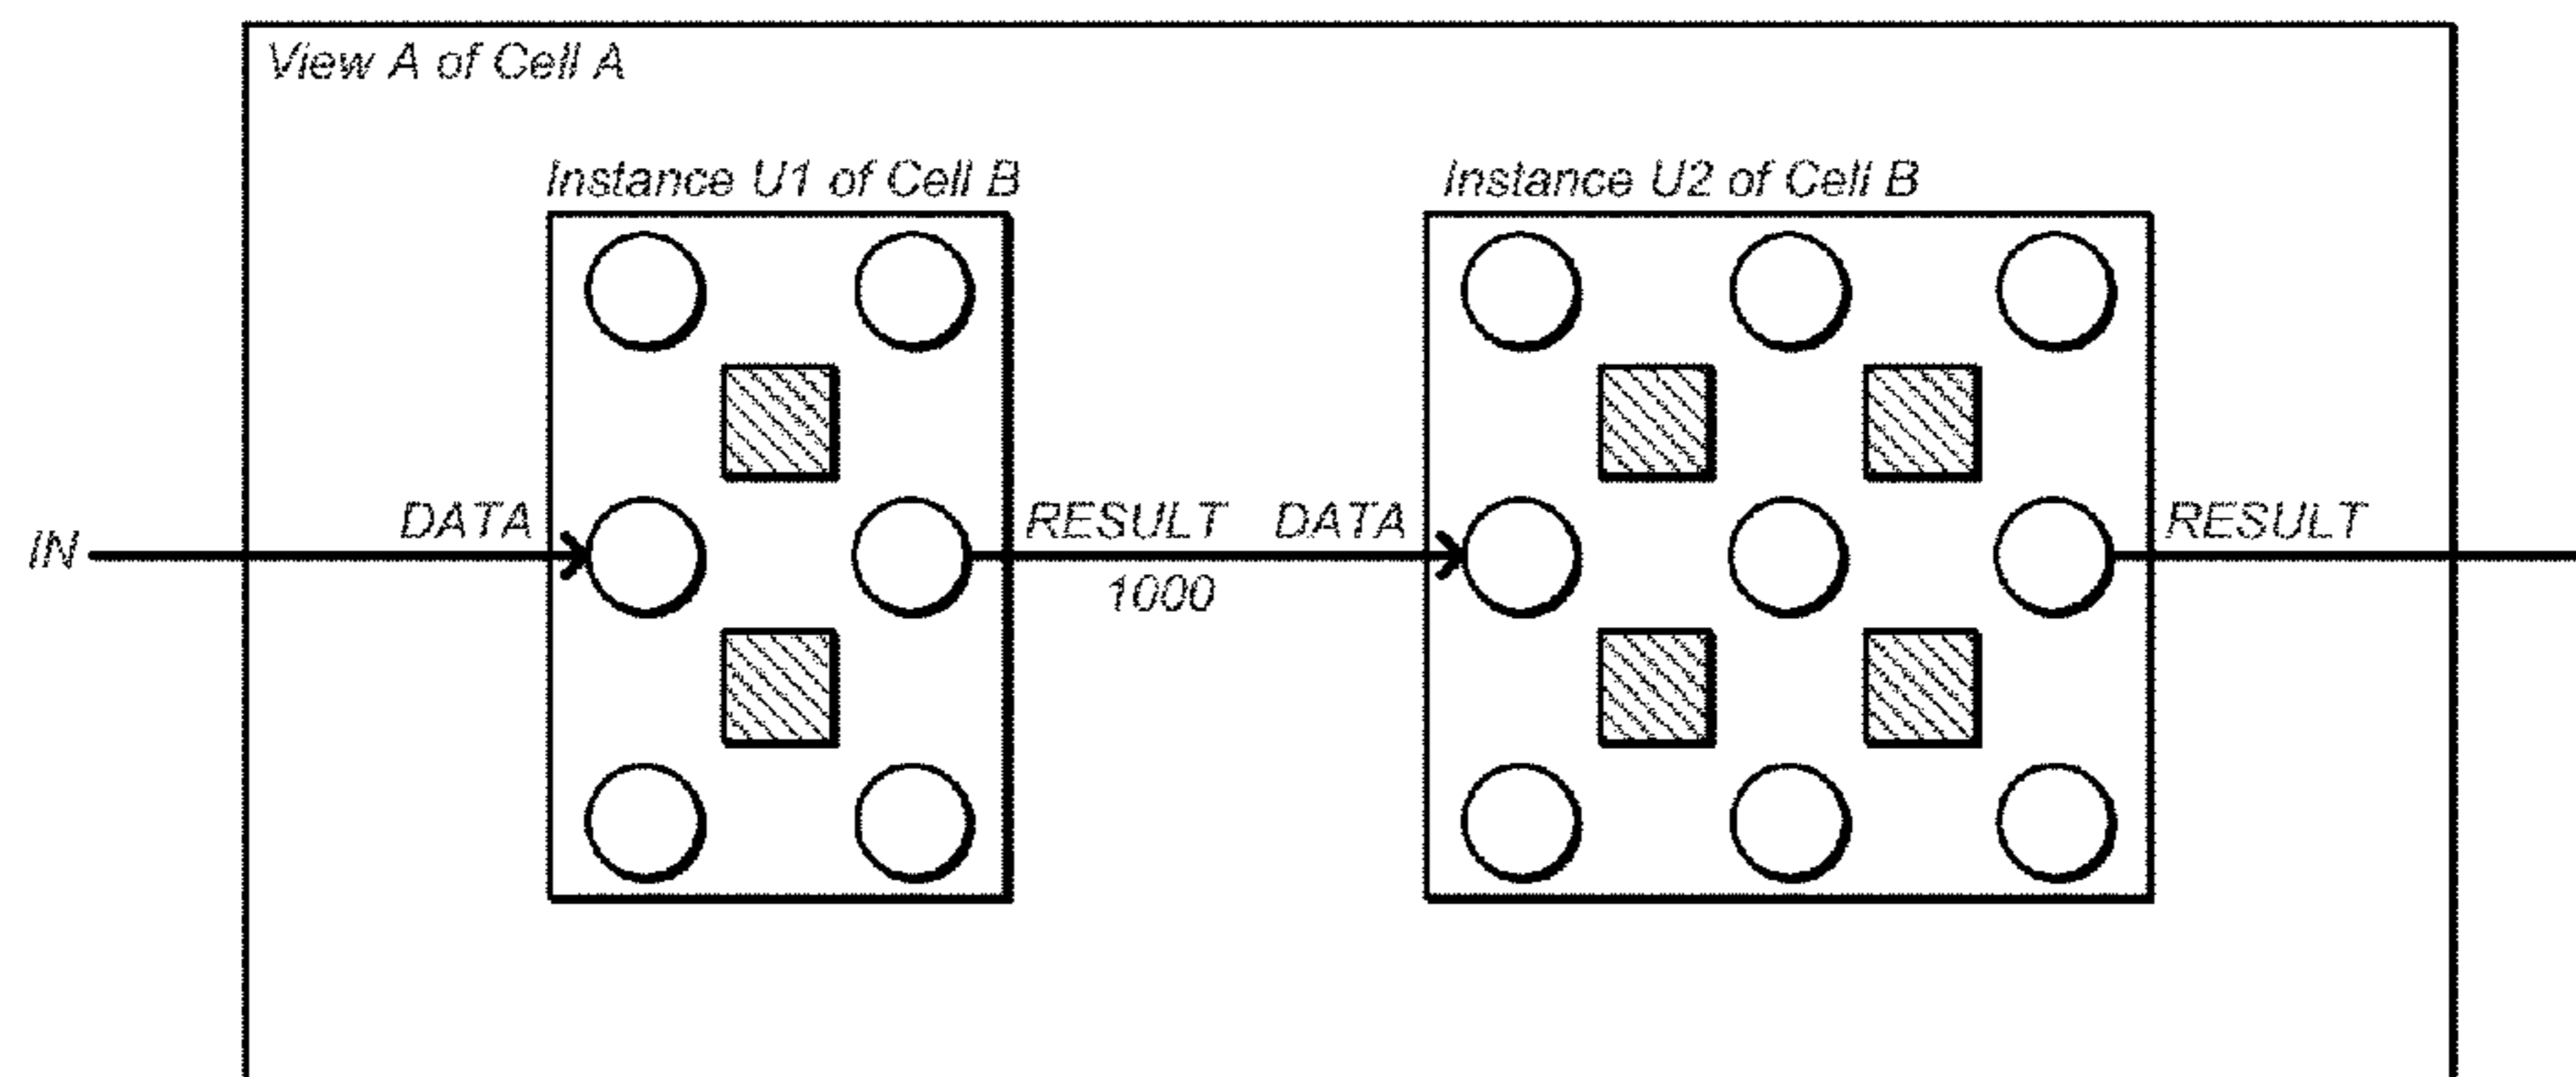 View A of Cell A
Instance U1 of Cell B
Instance U2 of Cell B
IN
DATA
RESULT
DATA
RESULT
1000